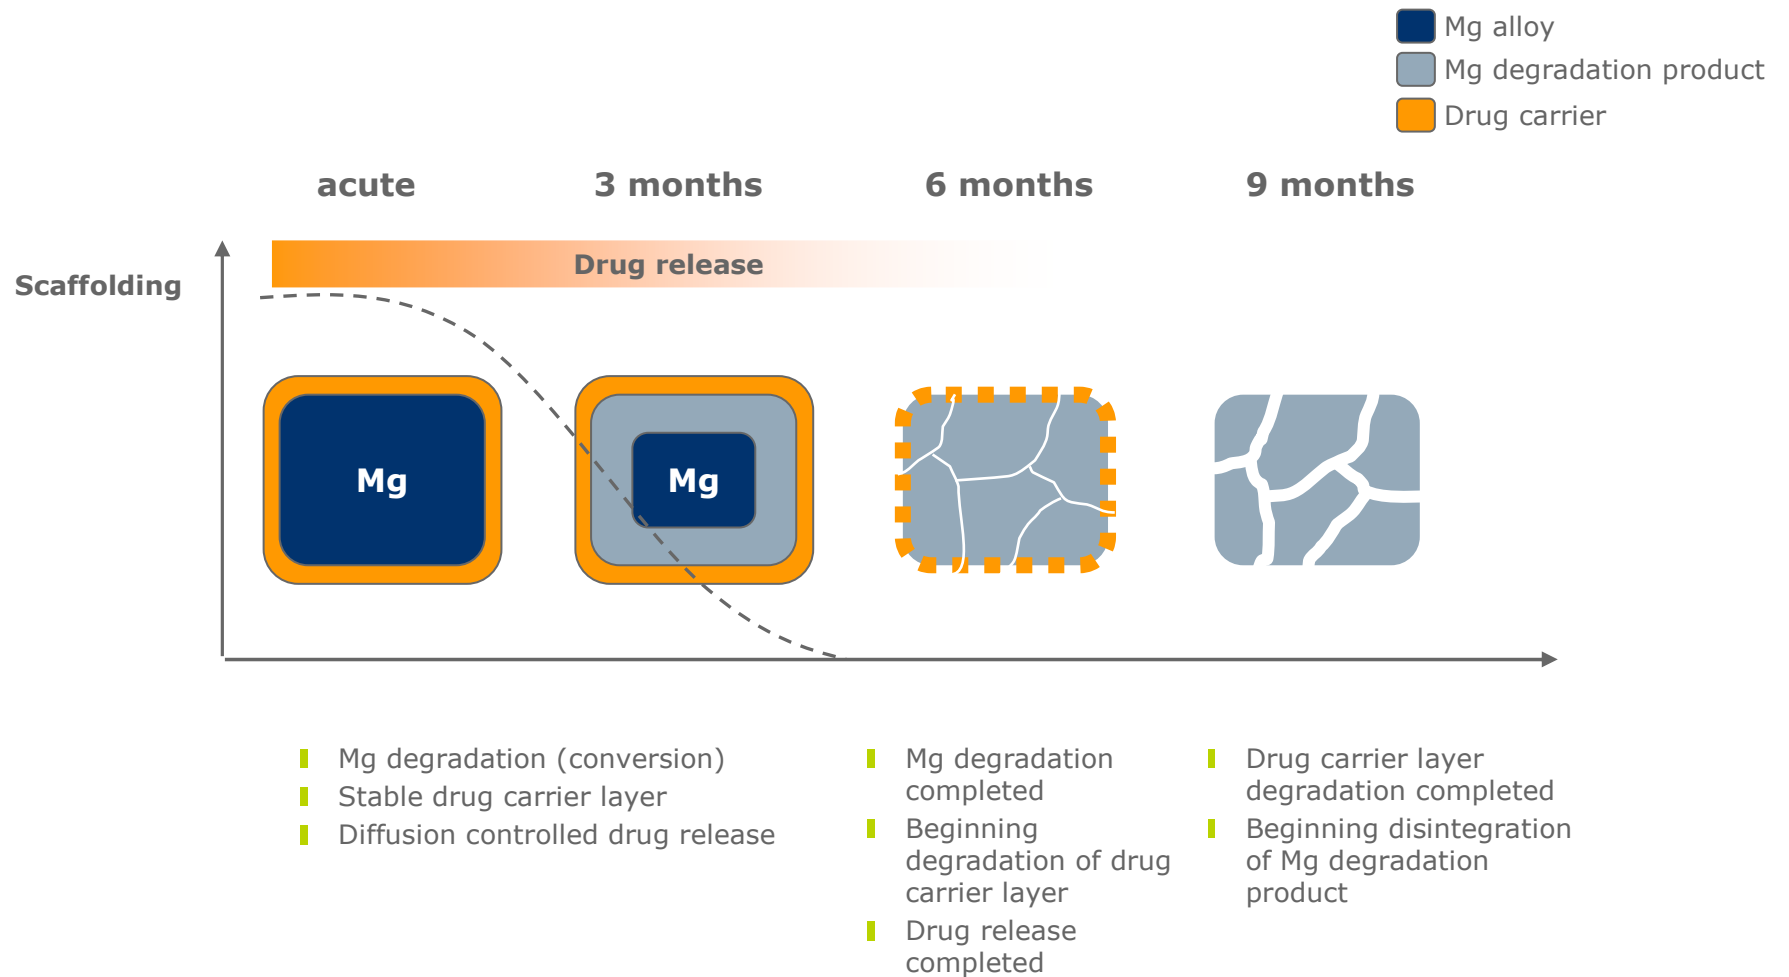 Mg alloy
Mg degradation product
Drug carrier
acute
3 months
6 months
9 months
Drug release
Scaffolding
Mg
Mg
Mg degradation (conversion)
Stable drug carrier layer
Diffusion controlled drug release
Mg degradation
completed
Beginning
degradation of drug
carrier layer
Drug release
completed
Drug carrier layer
degradation completed
Beginning disintegration
of Mg degradation
product